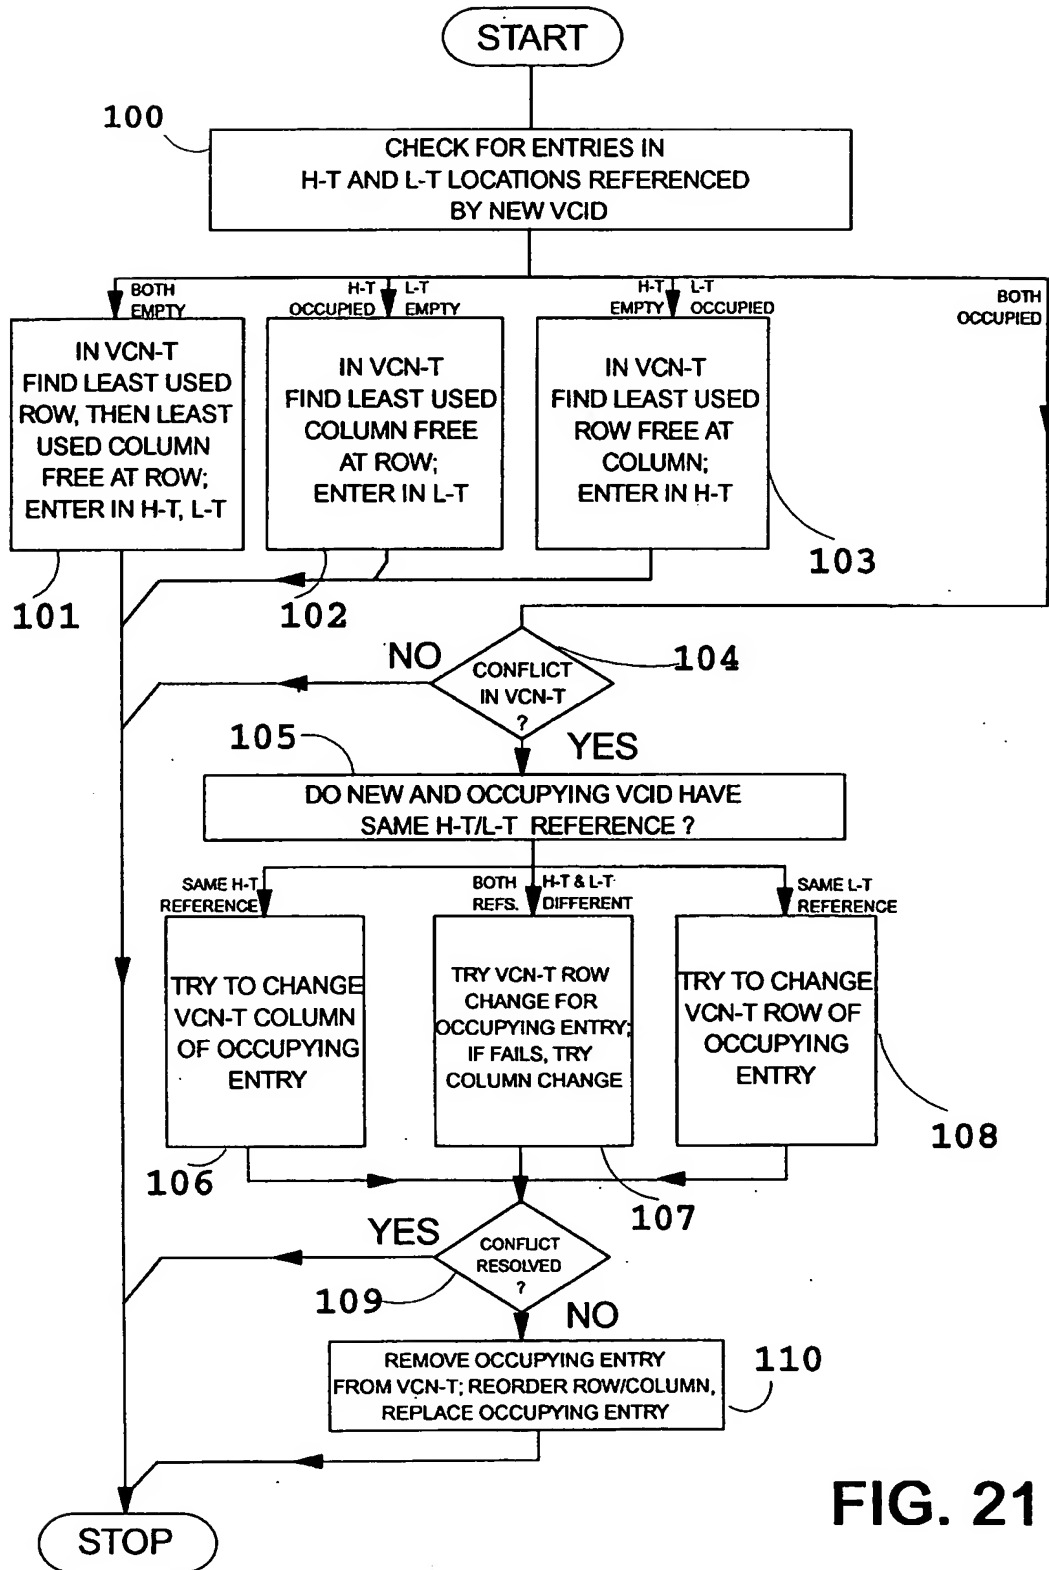 START
100
CHECK FOR ENTRIES IN
H-T AND L-T LOCATIONS REFERENCED
BY NEW VCID
BOTH
EMPTY
H-T
OCCUPIED
L-T
EMPTY
H-T
EMPTY
L-T
OCCUPIED
BOTH
OCCUPIED
IN VCN-T
FIND LEAST USED
ROW, THEN LEAST
USED COLUMN
FREE AT ROW;
ENTER IN H-T, L-T
101
IN VCN-T
FIND LEAST USED
COLUMN FREE
AT ROW;
ENTER IN L-T
102
IN VCN-T
FIND LEAST USED
ROW FREE AT
COLUMN;
ENTER IN H-T
103
NO
CONFLICT
IN VCN-T
?
104
YES
105
DO NEW AND OCCUPYING VCID HAVE
SAME H-T/L-T REFERENCE ?
SAME H-T
REFERENCE
BOTH
REFS.
H-T & L-T
DIFFERENT
SAME L-T
REFERENCE
TRY TO CHANGE
VCN-T COLUMN
OF OCCUPYING
ENTRY
106
TRY VCN-T ROW
CHANGE FOR
OCCUPYING ENTRY;
IF FAILS, TRY
COLUMN CHANGE
107
TRY TO CHANGE
VCN-T ROW OF
OCCUPYING
ENTRY
108
YES
CONFLICT
RESOLVED
?
109
NO
REMOVE OCCUPYING ENTRY
FROM VCN-T; REORDER ROW/COLUMN,
REPLACE OCCUPYING ENTRY
110
STOP
FIG. 21